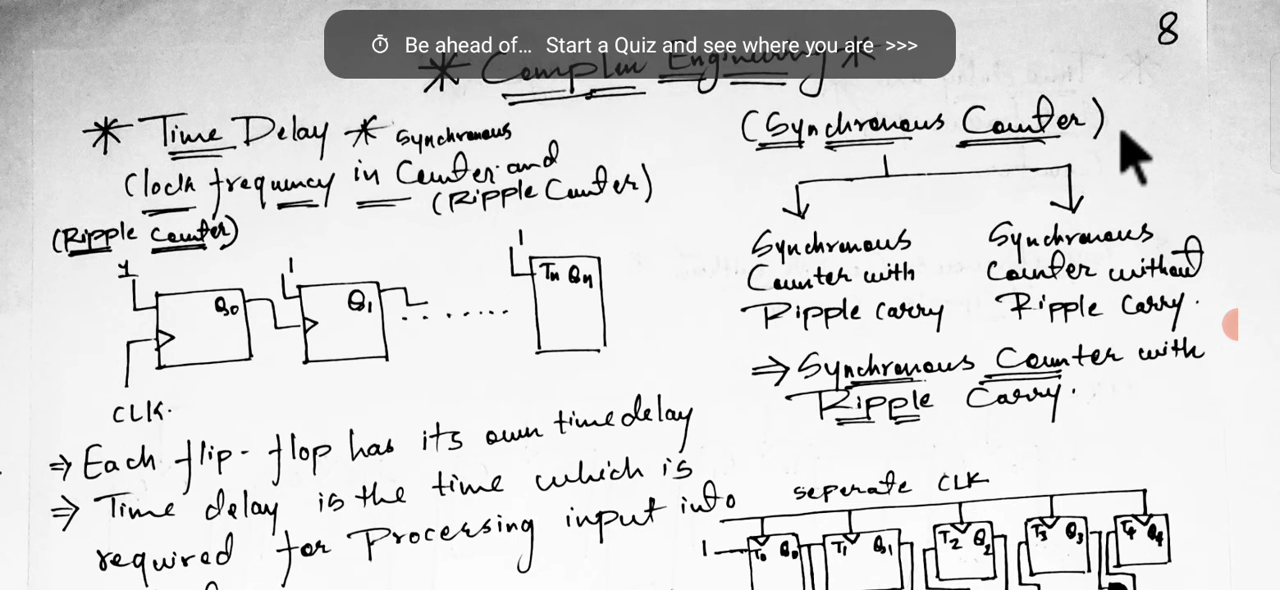 8
Be ahead of... Start a Quiz and see where you are >>>
* Complex Engineering *
* Time Delay * Synchronous
Clock frequency in Counter and
(Ripple Counter)
(Ripple Counter)
1
1
1
Q0
Q1
Tn Qn
CLK.
⇒ Each flip-flop has its own time delay
⇒ Time delay is the time which is
required for Processing input into
(Synchronous Counter)
Synchronous
Counter with
Ripple carry
Synchronous
Counter without
Ripple Carry.
⇒ Synchronous Counter with
Ripple Carry.
seperate CLK
1
T0 Q0
T1 Q1
T2 Q2
T3 Q3
T4 Q4